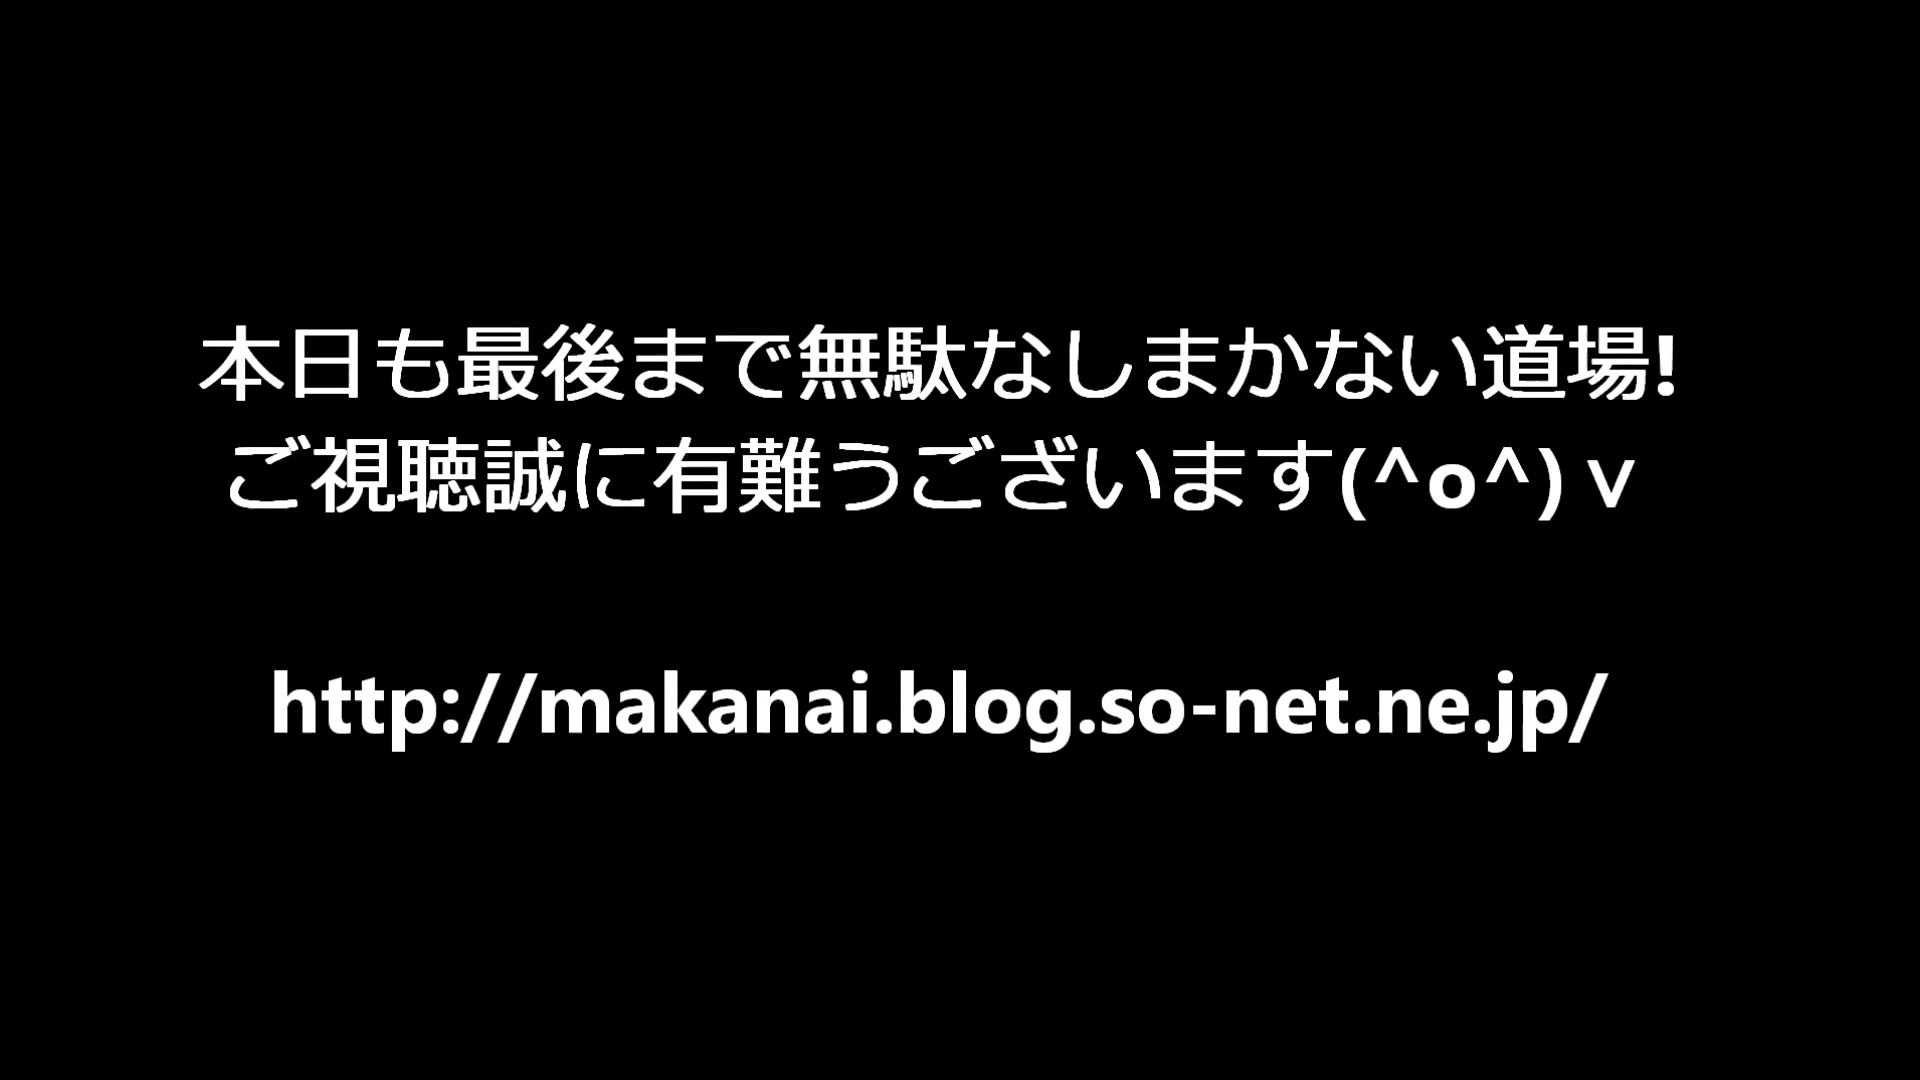 本日も最後まで無駄なしまかない道場!
ご視聴誠に有難うございます(^o^)ｖ
http://makanai.blog.so-net.ne.jp/